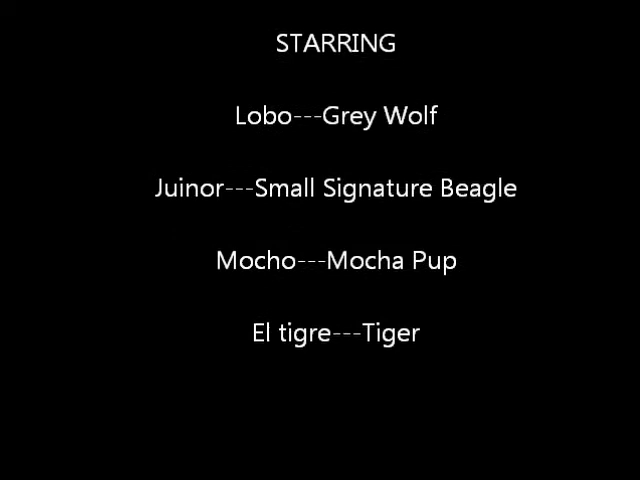 STARRING
Lobo---Grey Wolf
Juinor---Small Signature Beagle
Mocho---Mocha Pup
El tigre---Tiger